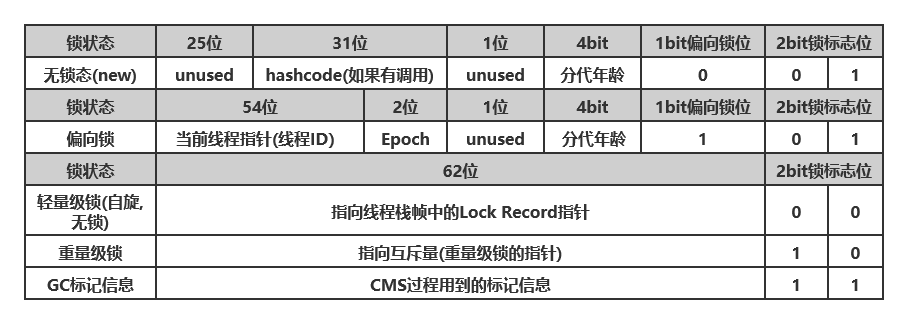 锁状态 25位 31位 1位 4bit 1bit偏向锁位 2bit锁标志位
无锁态(new) unused hashcode(如果有调用) unused 分代年龄 0 0 1
锁状态 54位 2位 1位 4bit 1bit偏向锁位 2bit锁标志位
偏向锁 当前线程指针(线程ID) Epoch unused 分代年龄 1 0 1
锁状态 62位 2bit锁标志位
轻量级锁(自旋,
无锁) 指向线程栈帧中的Lock Record指针 0 0
重量级锁 指向互斥量(重量级锁的指针) 1 0
GC标记信息 CMS过程用到的标记信息 1 1